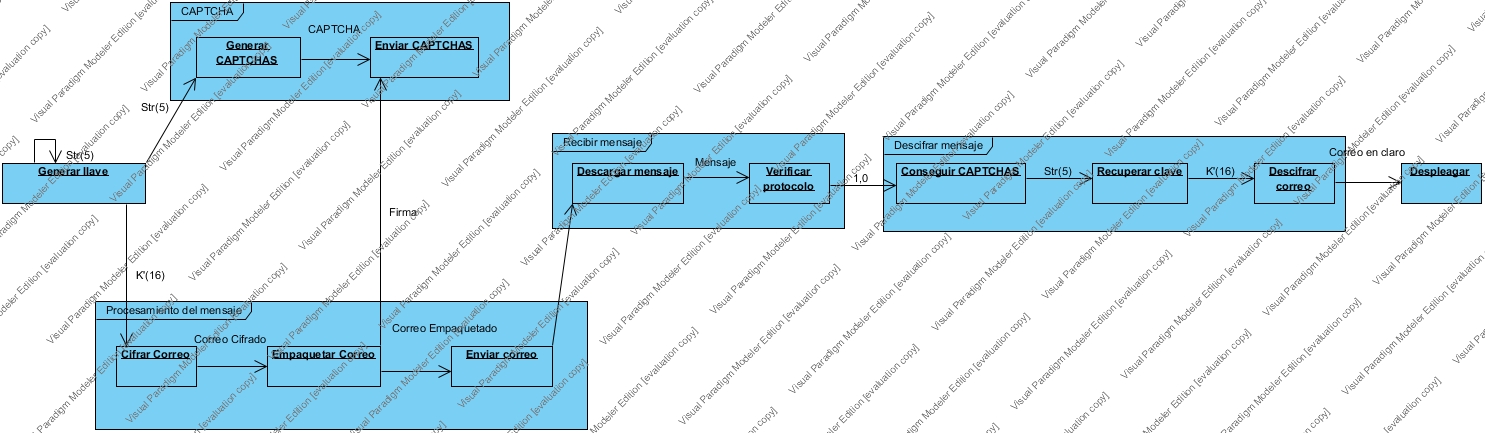 CAPTCHA
CAPTCHA
Generar
CAPTCHAS
Enviar CAPTCHAS
Str(5)
Str(5)
Generar llave
Firma
K'(16)
Procesamiento del mensaje
Correo Cifrado
Correo Empaquetado
Cifrar Correo
Empaquetar Correo
Enviar correo
Recibir mensaje
Mensaje
Descargar mensaje
Verificar
protocolo
1,0
Descifrar mensaje
Conseguir CAPTCHAS
Str(5)
Recuperar clave
K'(16)
Descifrar
correo
Correo en claro
Despleagar
Visual Paradigm Modeler Edition [evaluation copy]